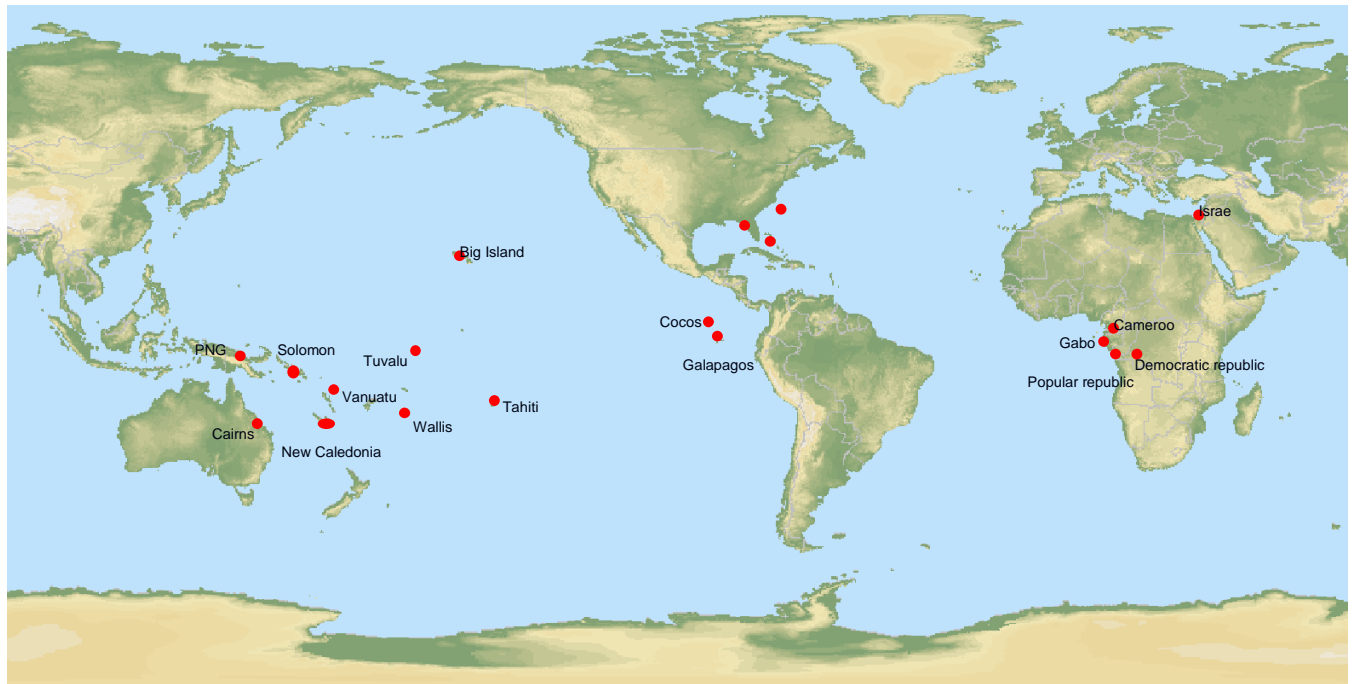 Israe
Big Island
Cocos
Cameroo
PNG
Solomon
Gabo
Tuvalu
Galapagos
Democratic republic
Popular republic
Vanuatu
Tahiti
Wallis
Cairns
New Caledonia